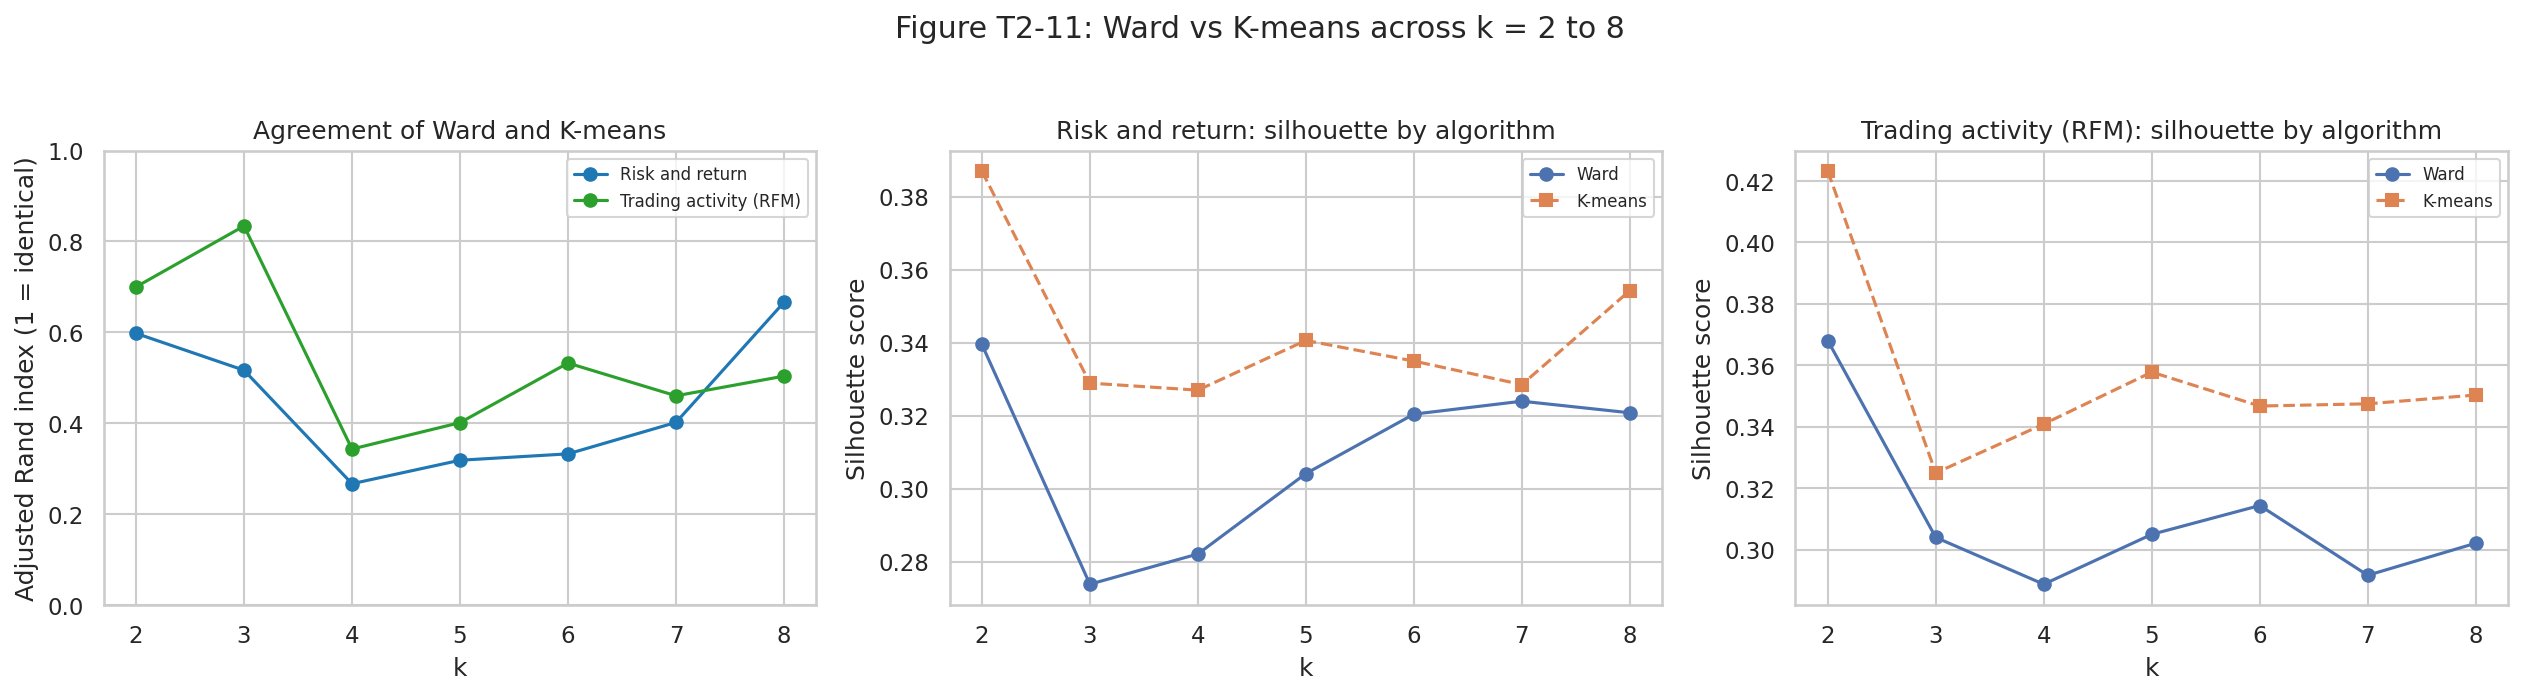 Figure T2-11: Ward vs K-means across k = 2 to 8
Agreement of Ward and K-means
Adjusted Rand index (1 = identical)
1.0
0.8
0.6
0.4
0.2
0.0
Risk and return
Trading activity (RFM)
2 3 4 5 6 7 8
k
Risk and return: silhouette by algorithm
Silhouette score
0.38
0.36
0.34
0.32
0.30
0.28
Ward
K-means
2 3 4 5 6 7 8
k
Trading activity (RFM): silhouette by algorithm
Silhouette score
0.42
0.40
0.38
0.36
0.34
0.32
0.30
Ward
K-means
2 3 4 5 6 7 8
k